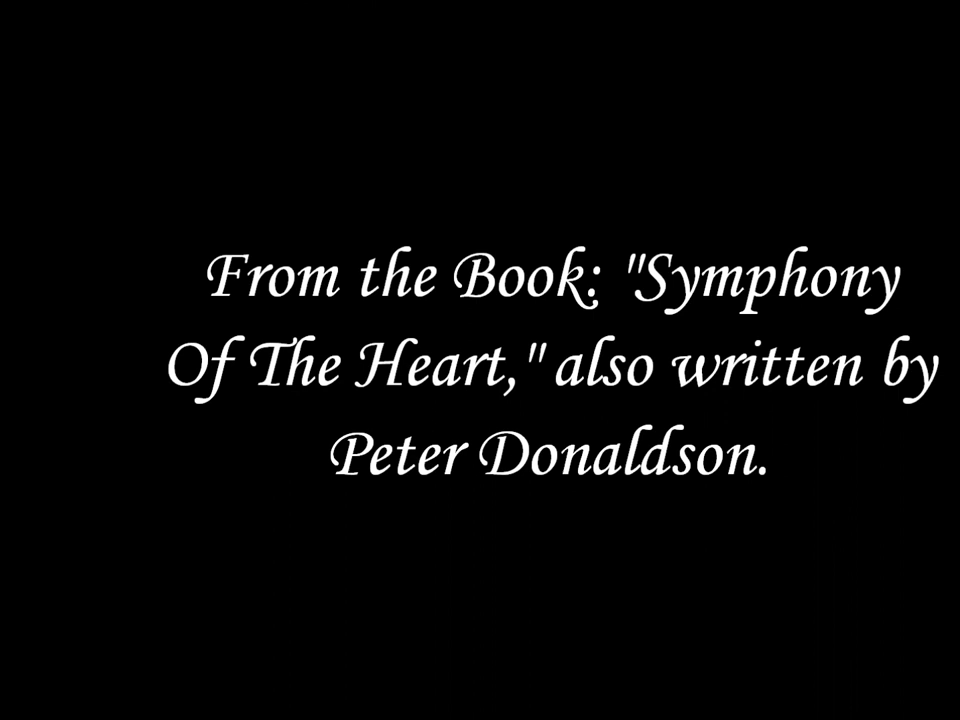 From the Book: "Symphony
Of The Heart," also written by
Peter Donaldson.